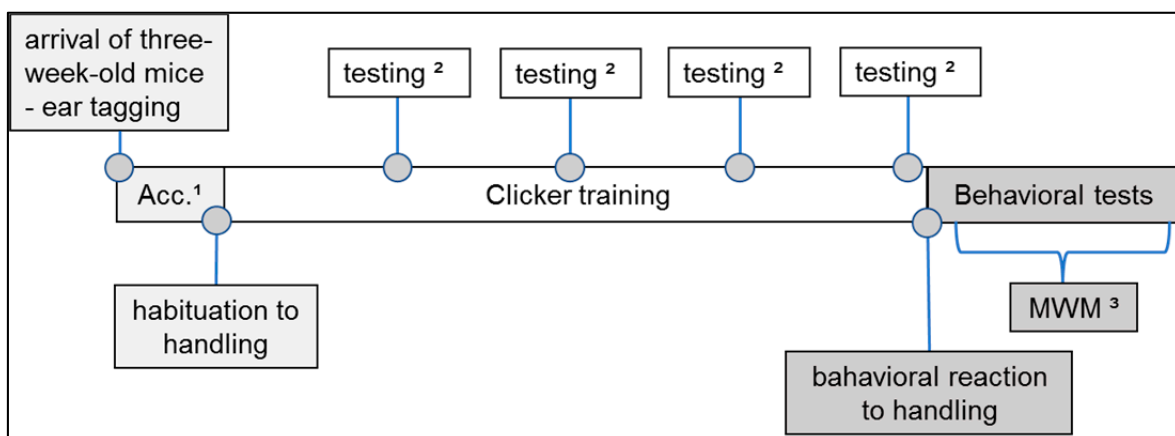 arrival of three-
week-old mice
- ear tagging
testing ²
testing ²
testing ²
testing ²
Acc.¹
Clicker training
Behavioral tests
habituation to
handling
MWM ³
bahavioral reaction
to handling